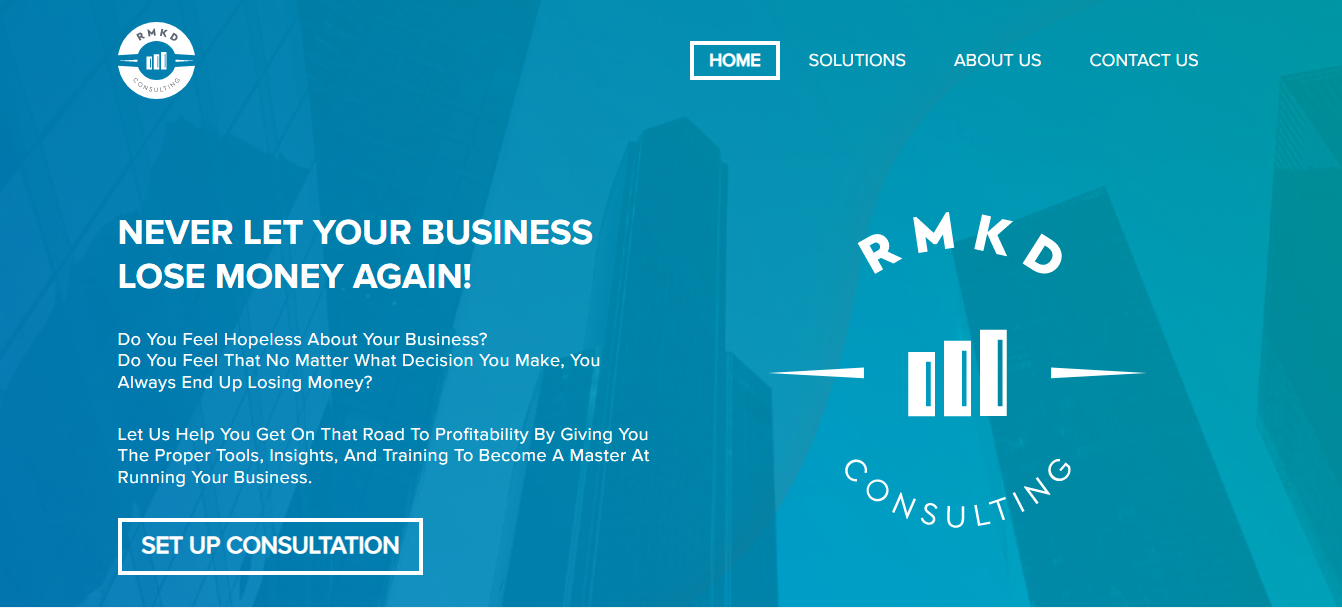 RMKD
CONSULTING
HOME
SOLUTIONS
ABOUT US
CONTACT US
NEVER LET YOUR BUSINESS
LOSE MONEY AGAIN!
Do You Feel Hopeless About Your Business?
Do You Feel That No Matter What Decision You Make, You
Always End Up Losing Money?
Let Us Help You Get On That Road To Profitability By Giving You
The Proper Tools, Insights, And Training To Become A Master At
Running Your Business.
SET UP CONSULTATION
RMKD
CONSULTING